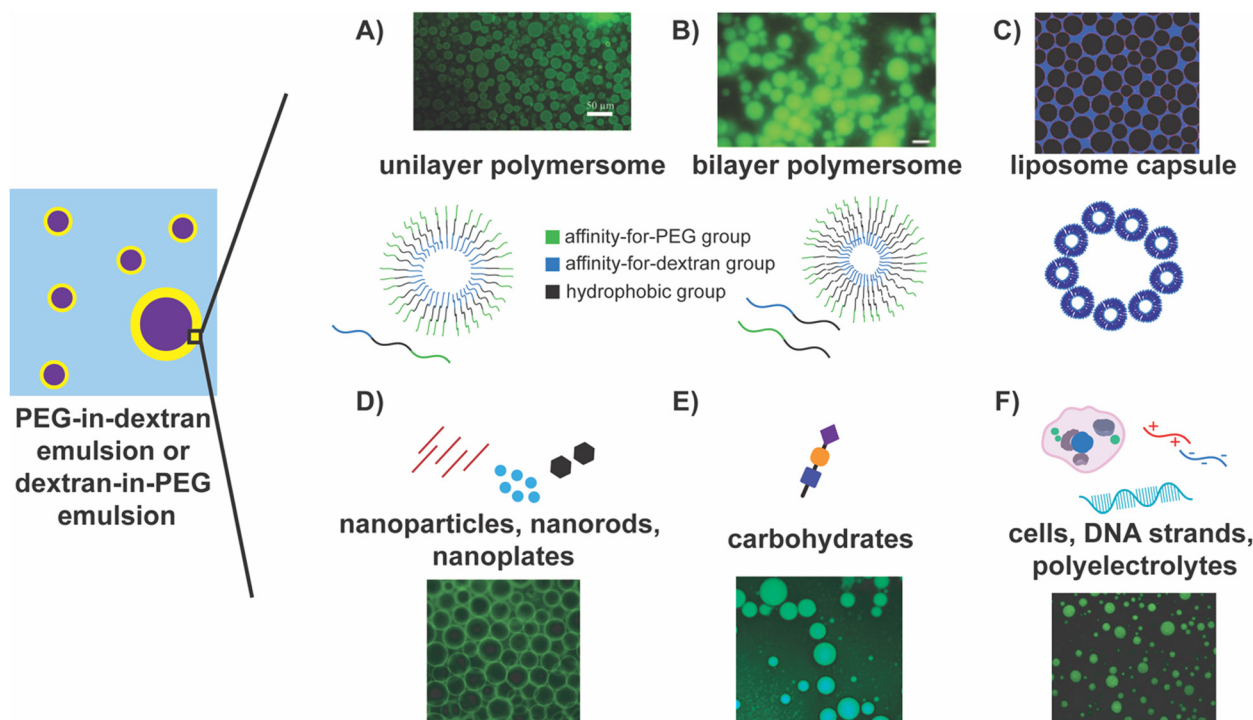 A)
50 µm
unilayer polymersome
B)
bilayer polymersome
C)
liposome capsule
affinity-for-PEG group
affinity-for-dextran group
hydrophobic group
PEG-in-dextran
emulsion or
dextran-in-PEG
emulsion
D)
nanoparticles, nanorods,
nanoplates
E)
carbohydrates
F)
+
+
- - -
cells, DNA strands,
polyelectrolytes